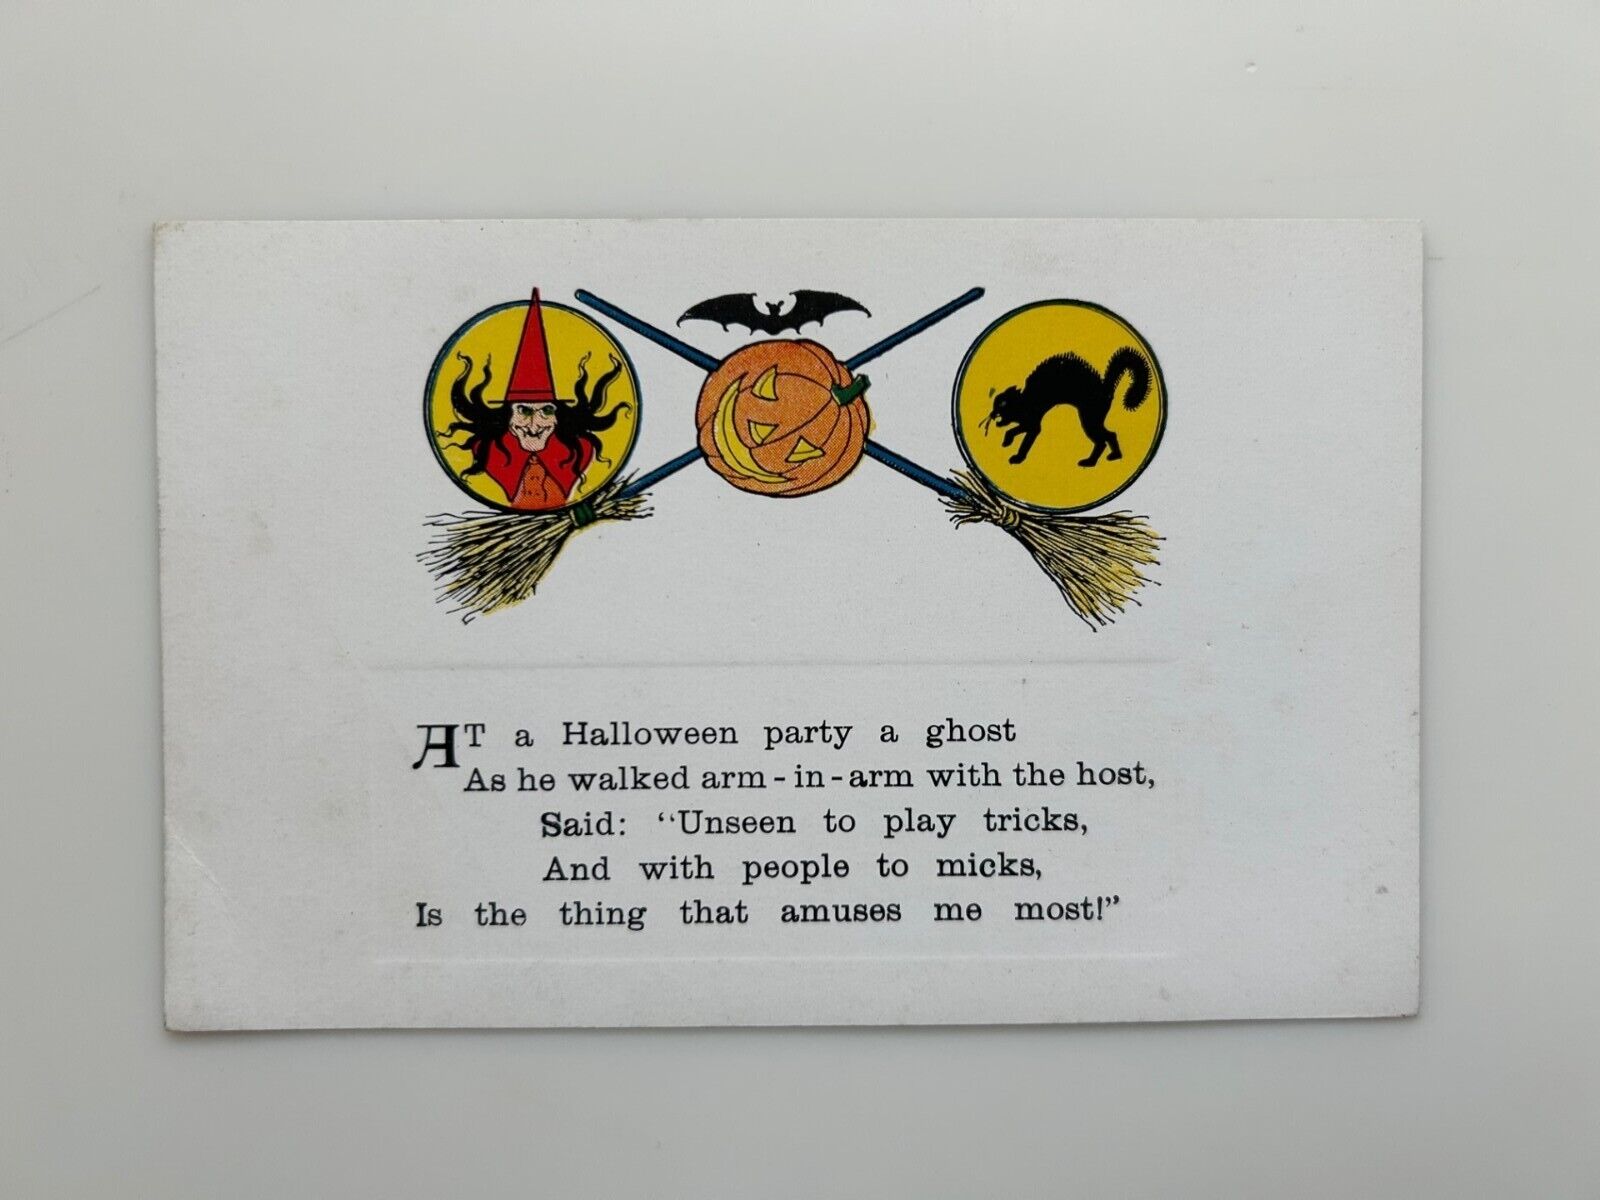 AT a Halloween party a ghost
As he walked arm-in-arm with the host,
Said: "Unseen to play tricks,
And with people to micks,
Is the thing that amuses me most!"